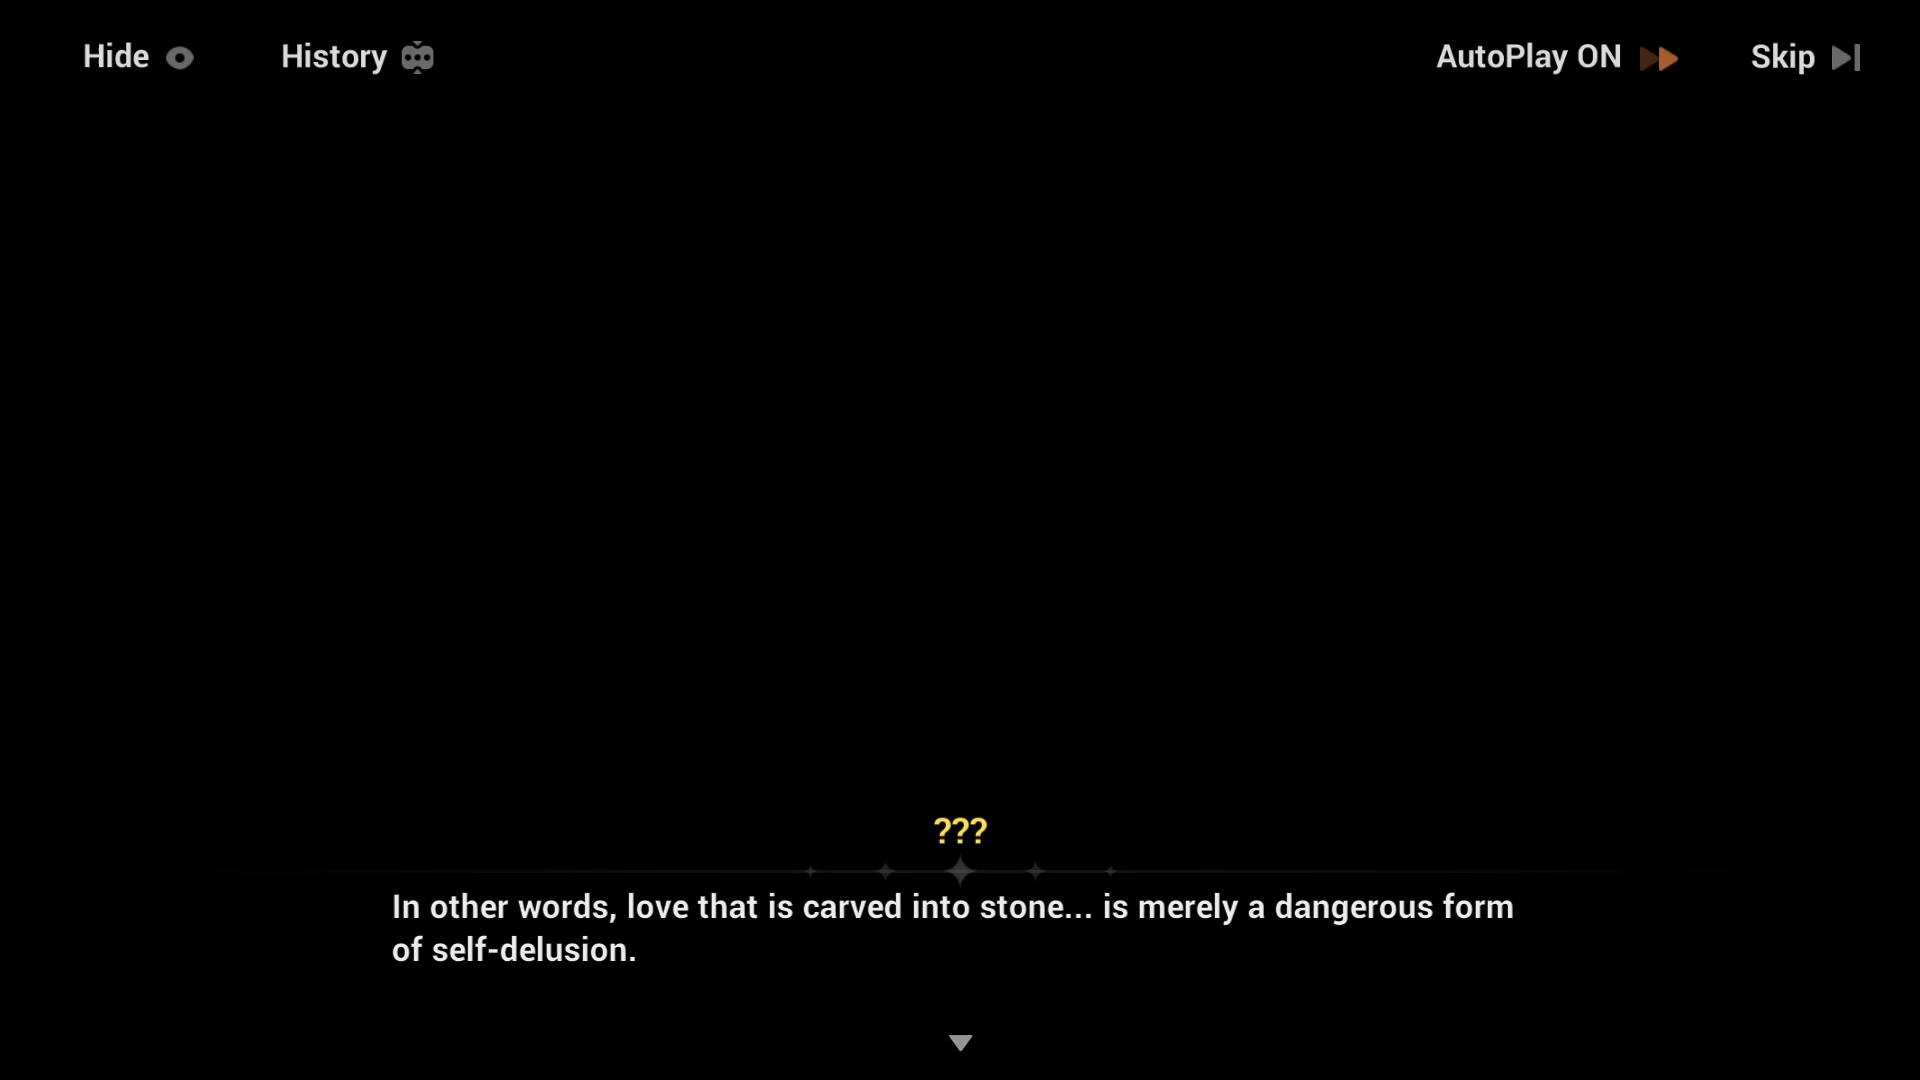 Hide
History
AutoPlay ON
Skip
???
In other words, love that is carved into stone... is merely a dangerous form
of self-delusion.